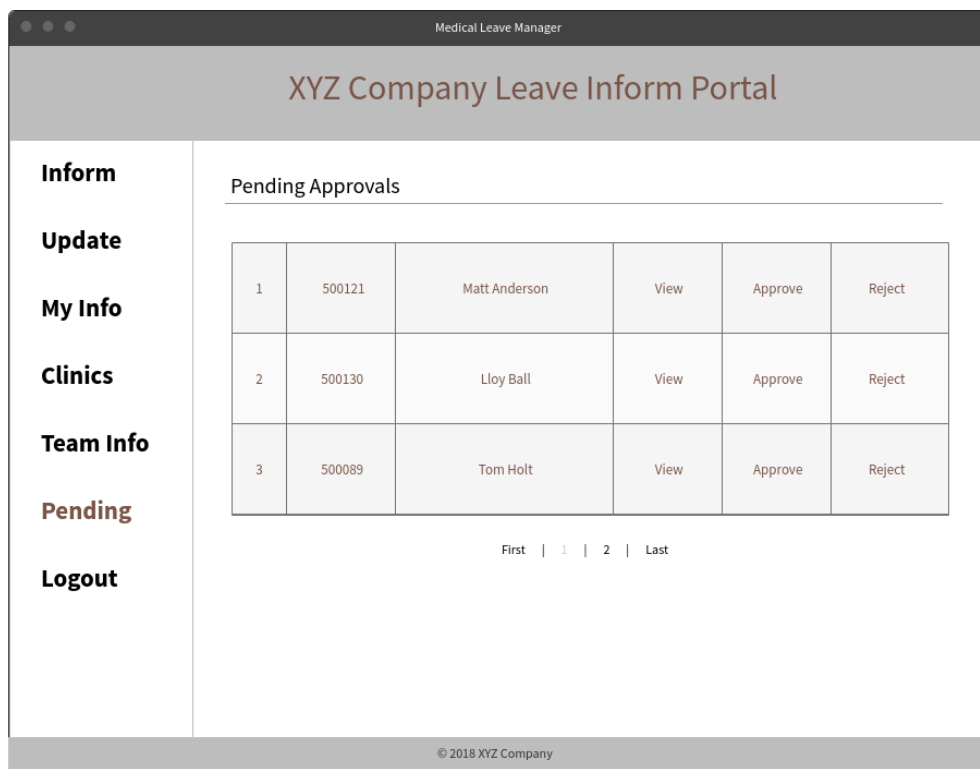 Medical Leave Manager
XYZ Company Leave Inform Portal
Inform
Update
My Info
Clinics
Team Info
Pending
Logout
Pending Approvals
1 500121 Matt Anderson View Approve Reject
2 500130 Lloy Ball View Approve Reject
3 500089 Tom Holt View Approve Reject
First | 1 | 2 | Last
© 2018 XYZ Company